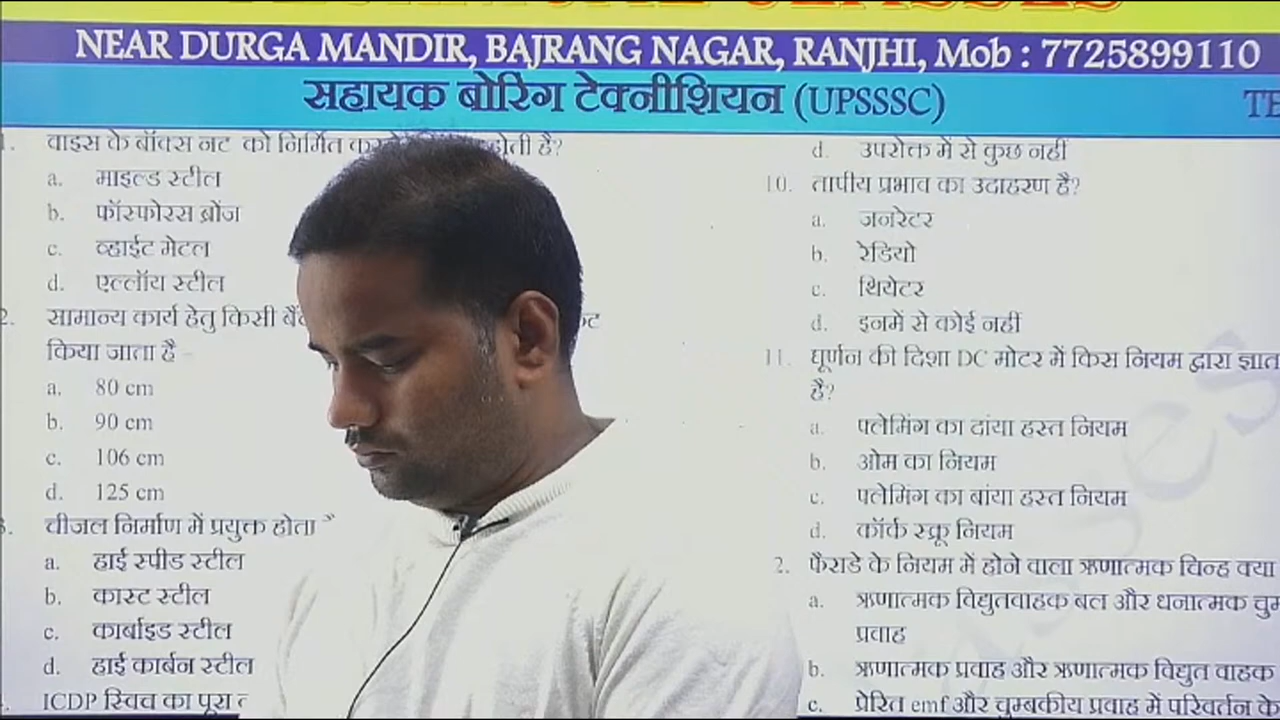 NEAR DURGA MANDIR, BAJRANG NAGAR, RANJHI, Mob : 7725899110
सहायक बोरिंग टेक्नीशियन (UPSSSC)
वाइस के बॉक्स नट को निर्मित होती है?
a. माइल्ड स्टील
b. फॉस्फोरस ब्रोंज
c. व्हाईट मेटल
d. एल्लॉय स्टील
सामान्य कार्य हेतु किसी
किया जाता है –
a. 80 cm
b. 90 cm
c. 106 cm
d. 125 cm
चीजल निर्माण में प्रयुक्त होता
a. हाई स्पीड स्टील
b. कास्ट स्टील
c. कार्बाइड स्टील
d. हाई कार्बन स्टील
ICDP स्विच का पूरा
d. उपरोक्त में से कुछ नहीं
10. तापीय प्रभाव का उदाहरण है?
a. जनरेटर
b. रेडियो
c. थियेटर
d. इनमें से कोई नहीं
11. घूर्णन की दिशा DC मोटर में किस नियम द्वारा ज्ञात
है?
a. फ्लेमिंग का दांया हस्त नियम
b. ओम का नियम
c. फ्लेमिंग का बांया हस्त नियम
d. कॉर्क स्क्रू नियम
2. फैराडे के नियम में होने वाला ऋणात्मक चिन्ह क्या
a. ऋणात्मक विद्युतवाहक बल और धनात्मक
प्रवाह
b. ऋणात्मक प्रवाह और ऋणात्मक विद्युत वाहक
c. प्रेरित emf और चुम्बकीय प्रवाह में परिवर्तन के